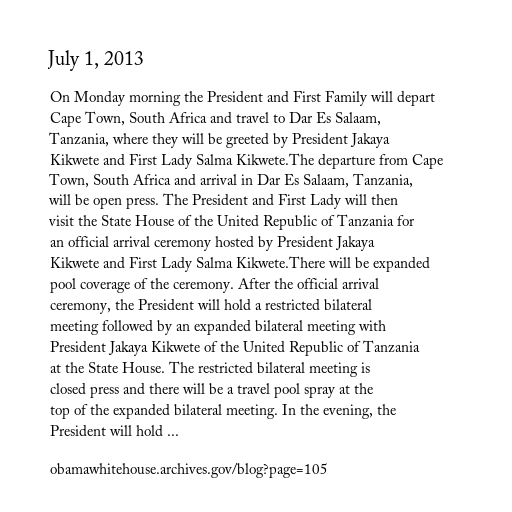 July 1, 2013
On Monday morning the President and First Family will depart
Cape Town, South Africa and travel to Dar Es Salaam,
Tanzania, where they will be greeted by President Jakaya
Kikwete and First Lady Salma Kikwete.The departure from Cape
Town, South Africa and arrival in Dar Es Salaam, Tanzania,
will be open press. The President and First Lady will then
visit the State House of the United Republic of Tanzania for
an official arrival ceremony hosted by President Jakaya
Kikwete and First Lady Salma Kikwete.There will be expanded
pool coverage of the ceremony. After the official arrival
ceremony, the President will hold a restricted bilateral
meeting followed by an expanded bilateral meeting with
President Jakaya Kikwete of the United Republic of Tanzania
at the State House. The restricted bilateral meeting is
closed press and there will be a travel pool spray at the
top of the expanded bilateral meeting. In the evening, the
President will hold ...
obamawhitehouse.archives.gov/blog?page=105